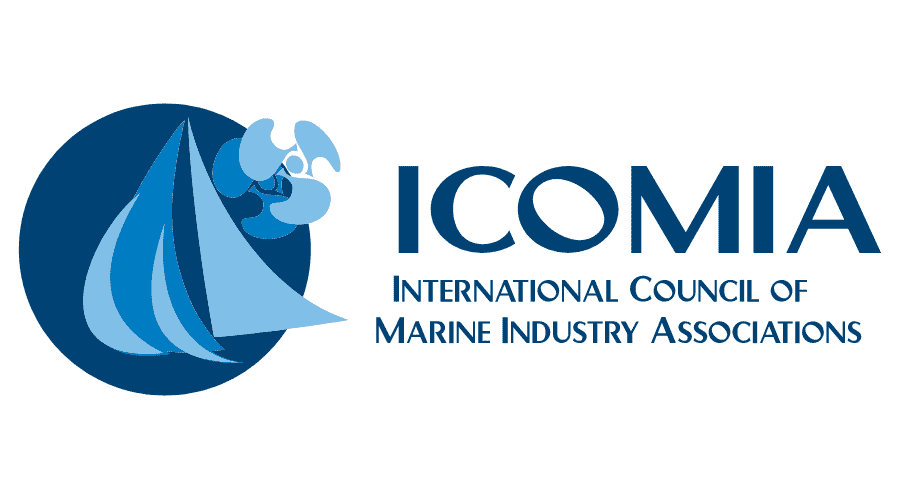 ICOMIA
International Council of
Marine Industry Associations